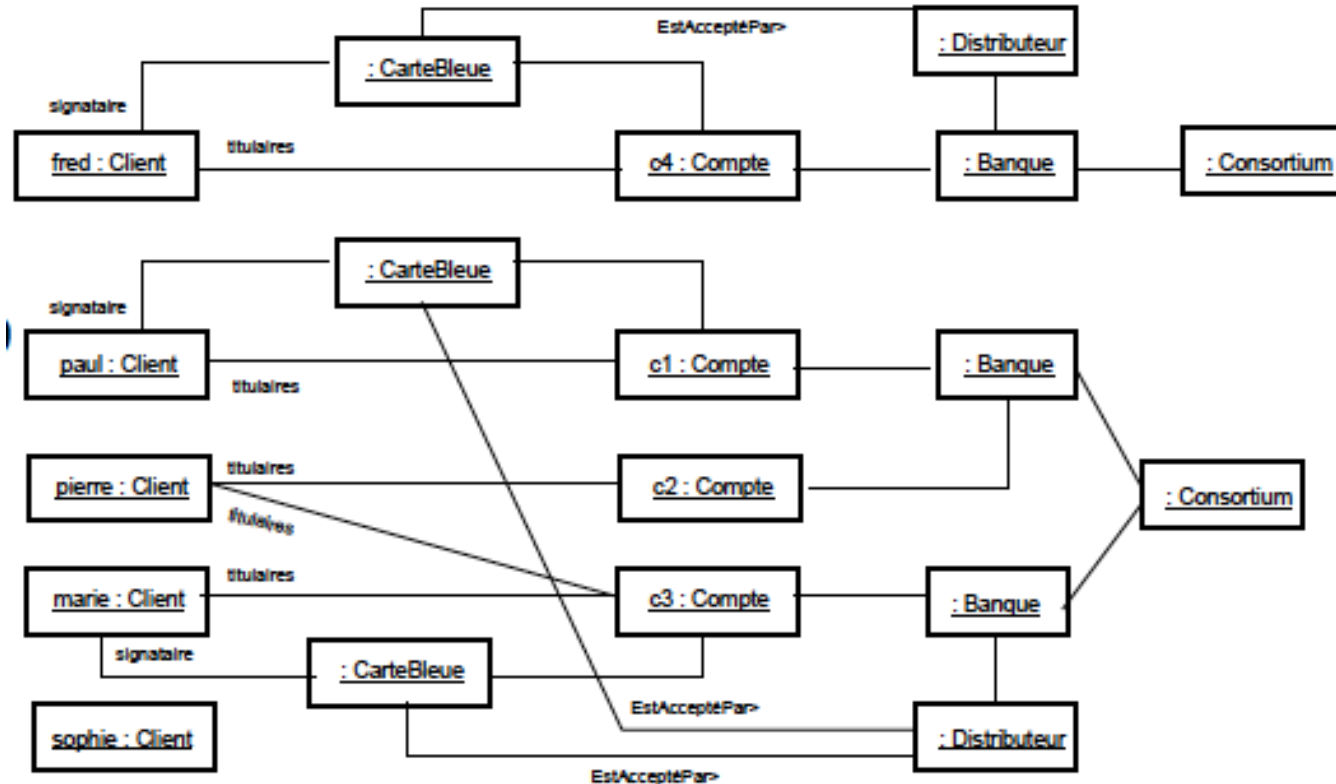 EstAcceptéPar>
: Distributeur
: CarteBleue
signataire
titulaires
fred : Client
c4 : Compte
: Banque
: Consortium
: CarteBleue
signataire
paul : Client
c1 : Compte
: Banque
titulaires
titulaires
pierre : Client
c2 : Compte
: Consortium
titulaires
titulaires
marie : Client
c3 : Compte
: Banque
signataire
: CarteBleue
EstAcceptéPar>
sophie : Client
: Distributeur
EstAcceptéPar>